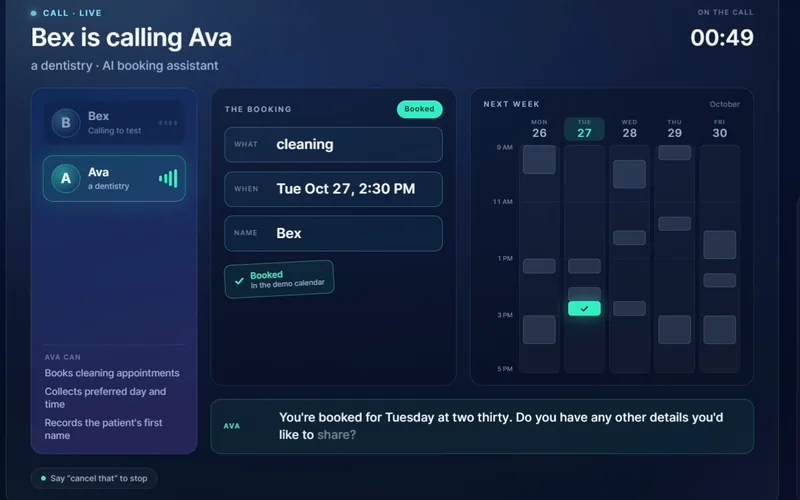 CALL · LIVE
Bex is calling Ava
a dentistry · AI booking assistant
ON THE CALL
00:49
B
Bex
Calling to test
A
Ava
a dentistry
AVA CAN
Books cleaning appointments
Collects preferred day and
time
Records the patient's first
name
THE BOOKING
Booked
WHAT
cleaning
WHEN
Tue Oct 27, 2:30 PM
NAME
Bex
Booked
In the demo calendar
NEXT WEEK
October
MON TUE WED THU FRI
26 27 28 29 30
9 AM
11 AM
1 PM
3 PM
5 PM
AVA
You're booked for Tuesday at two thirty. Do you have any other details you'd
like to share?
Say "cancel that" to stop